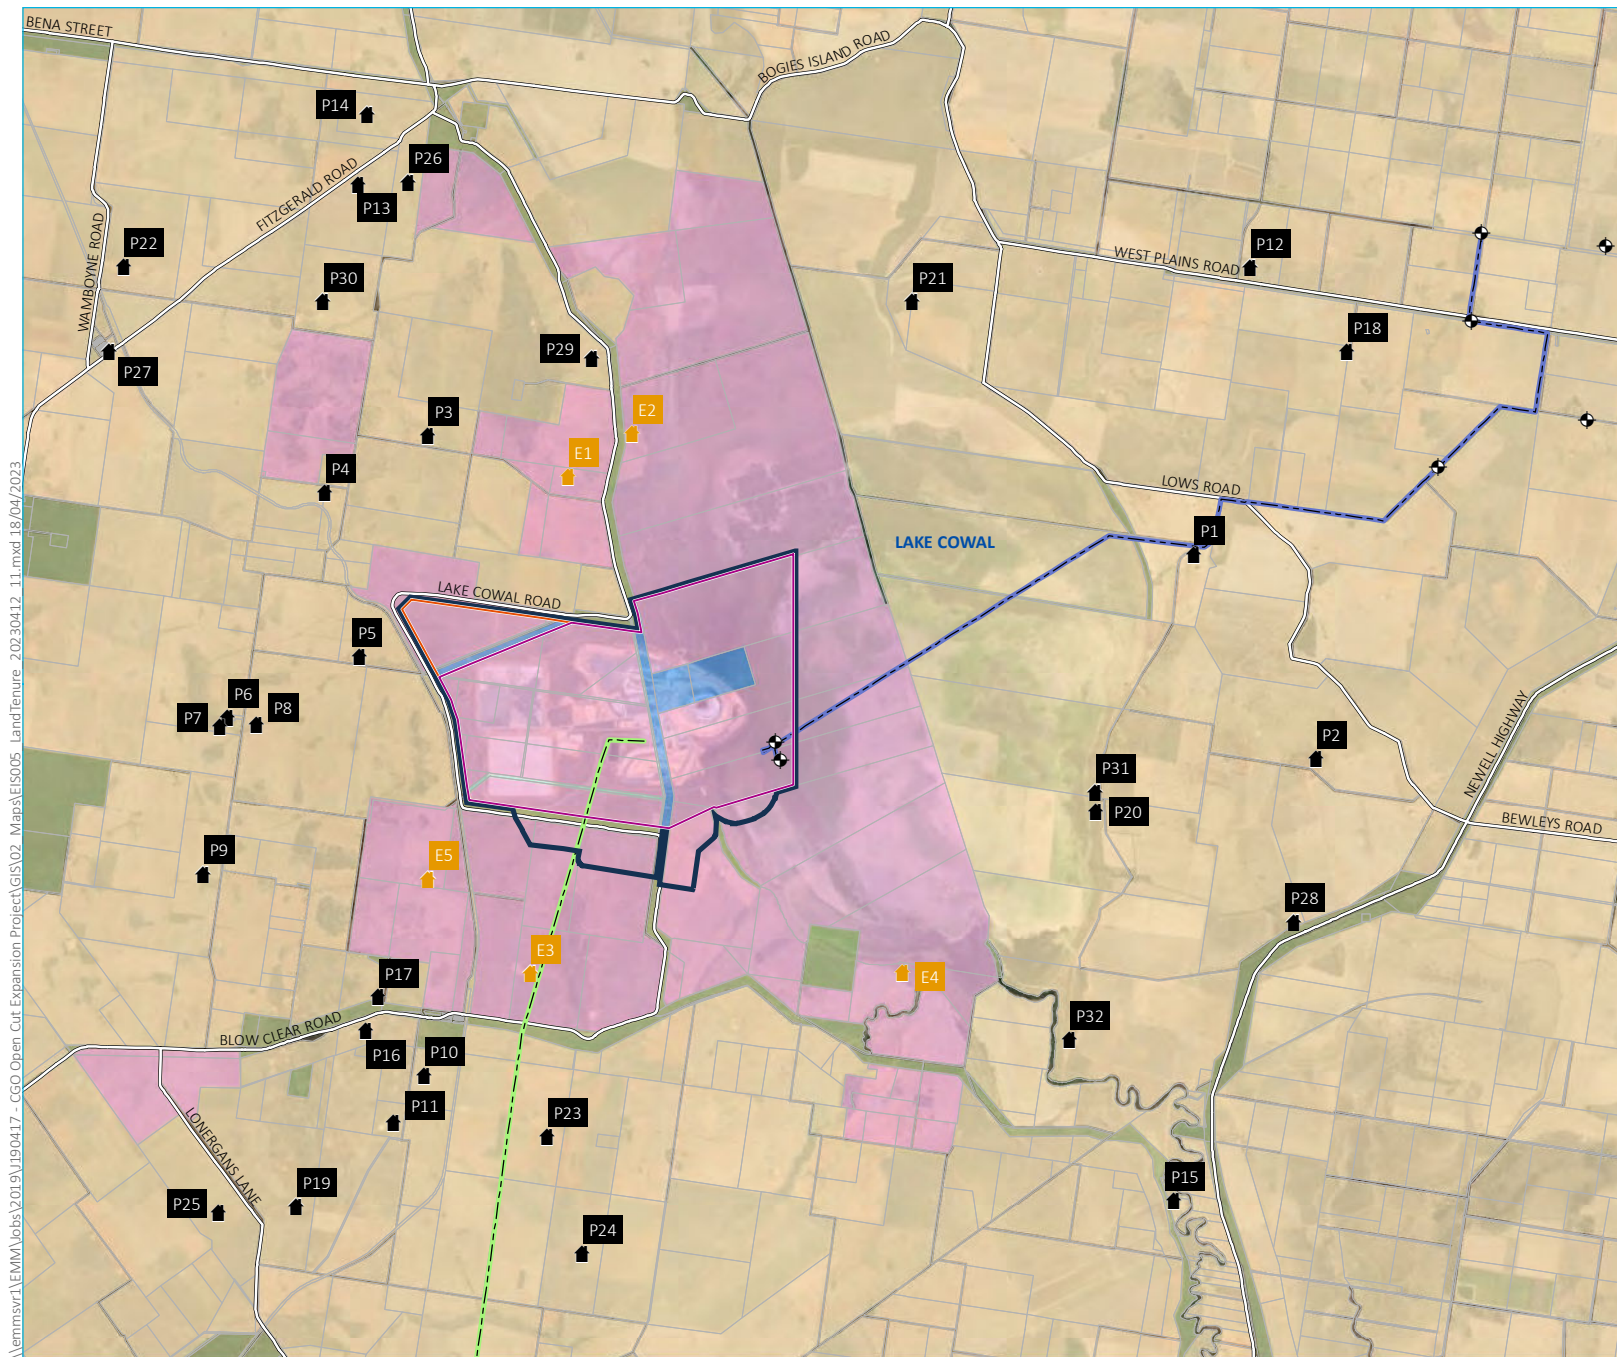 BENA STREET
BOGIES ISLAND ROAD
P14
P26
FITZGERALD ROAD
P13
WAMBOYNE ROAD
P22
P12
WEST PLAINS ROAD
P30
P21
P18
P29
P27
P3
E2
E1
P4
LOWS ROAD
P1
LAKE COWAL
LAKE COWAL ROAD
P5
P6
P7
P8
P2
NEWELL HIGHWAY
P31
P20
BEWLEYS ROAD
P9
E5
P28
E3
E4
P17
BLOW CLEAR ROAD
P32
P16
P10
P11
P23
LONERGANS LANE
P19
P25
P15
P24
\\emmsvr1\EMM\Jobs\2019\J190417 - CGO Open Cut Expansion Project\GIS\02_Maps\EIS005_LandTenure_20230412_11.mxd 18/04/2023